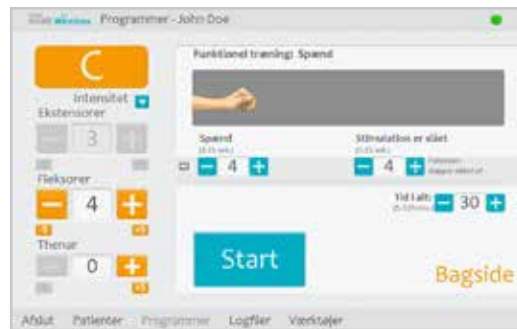 Wireless Programmer - John Doe
C
Intensitet
Ekstensorer
3
Fleksorer
4
Thenar
0
Funktionel træning: Spænd
Spænd
4
Stimulation er slået
4
Tid i alt:
30
Start
Bagside
Afslut Patienter Programmer Logfiler Værktøjer